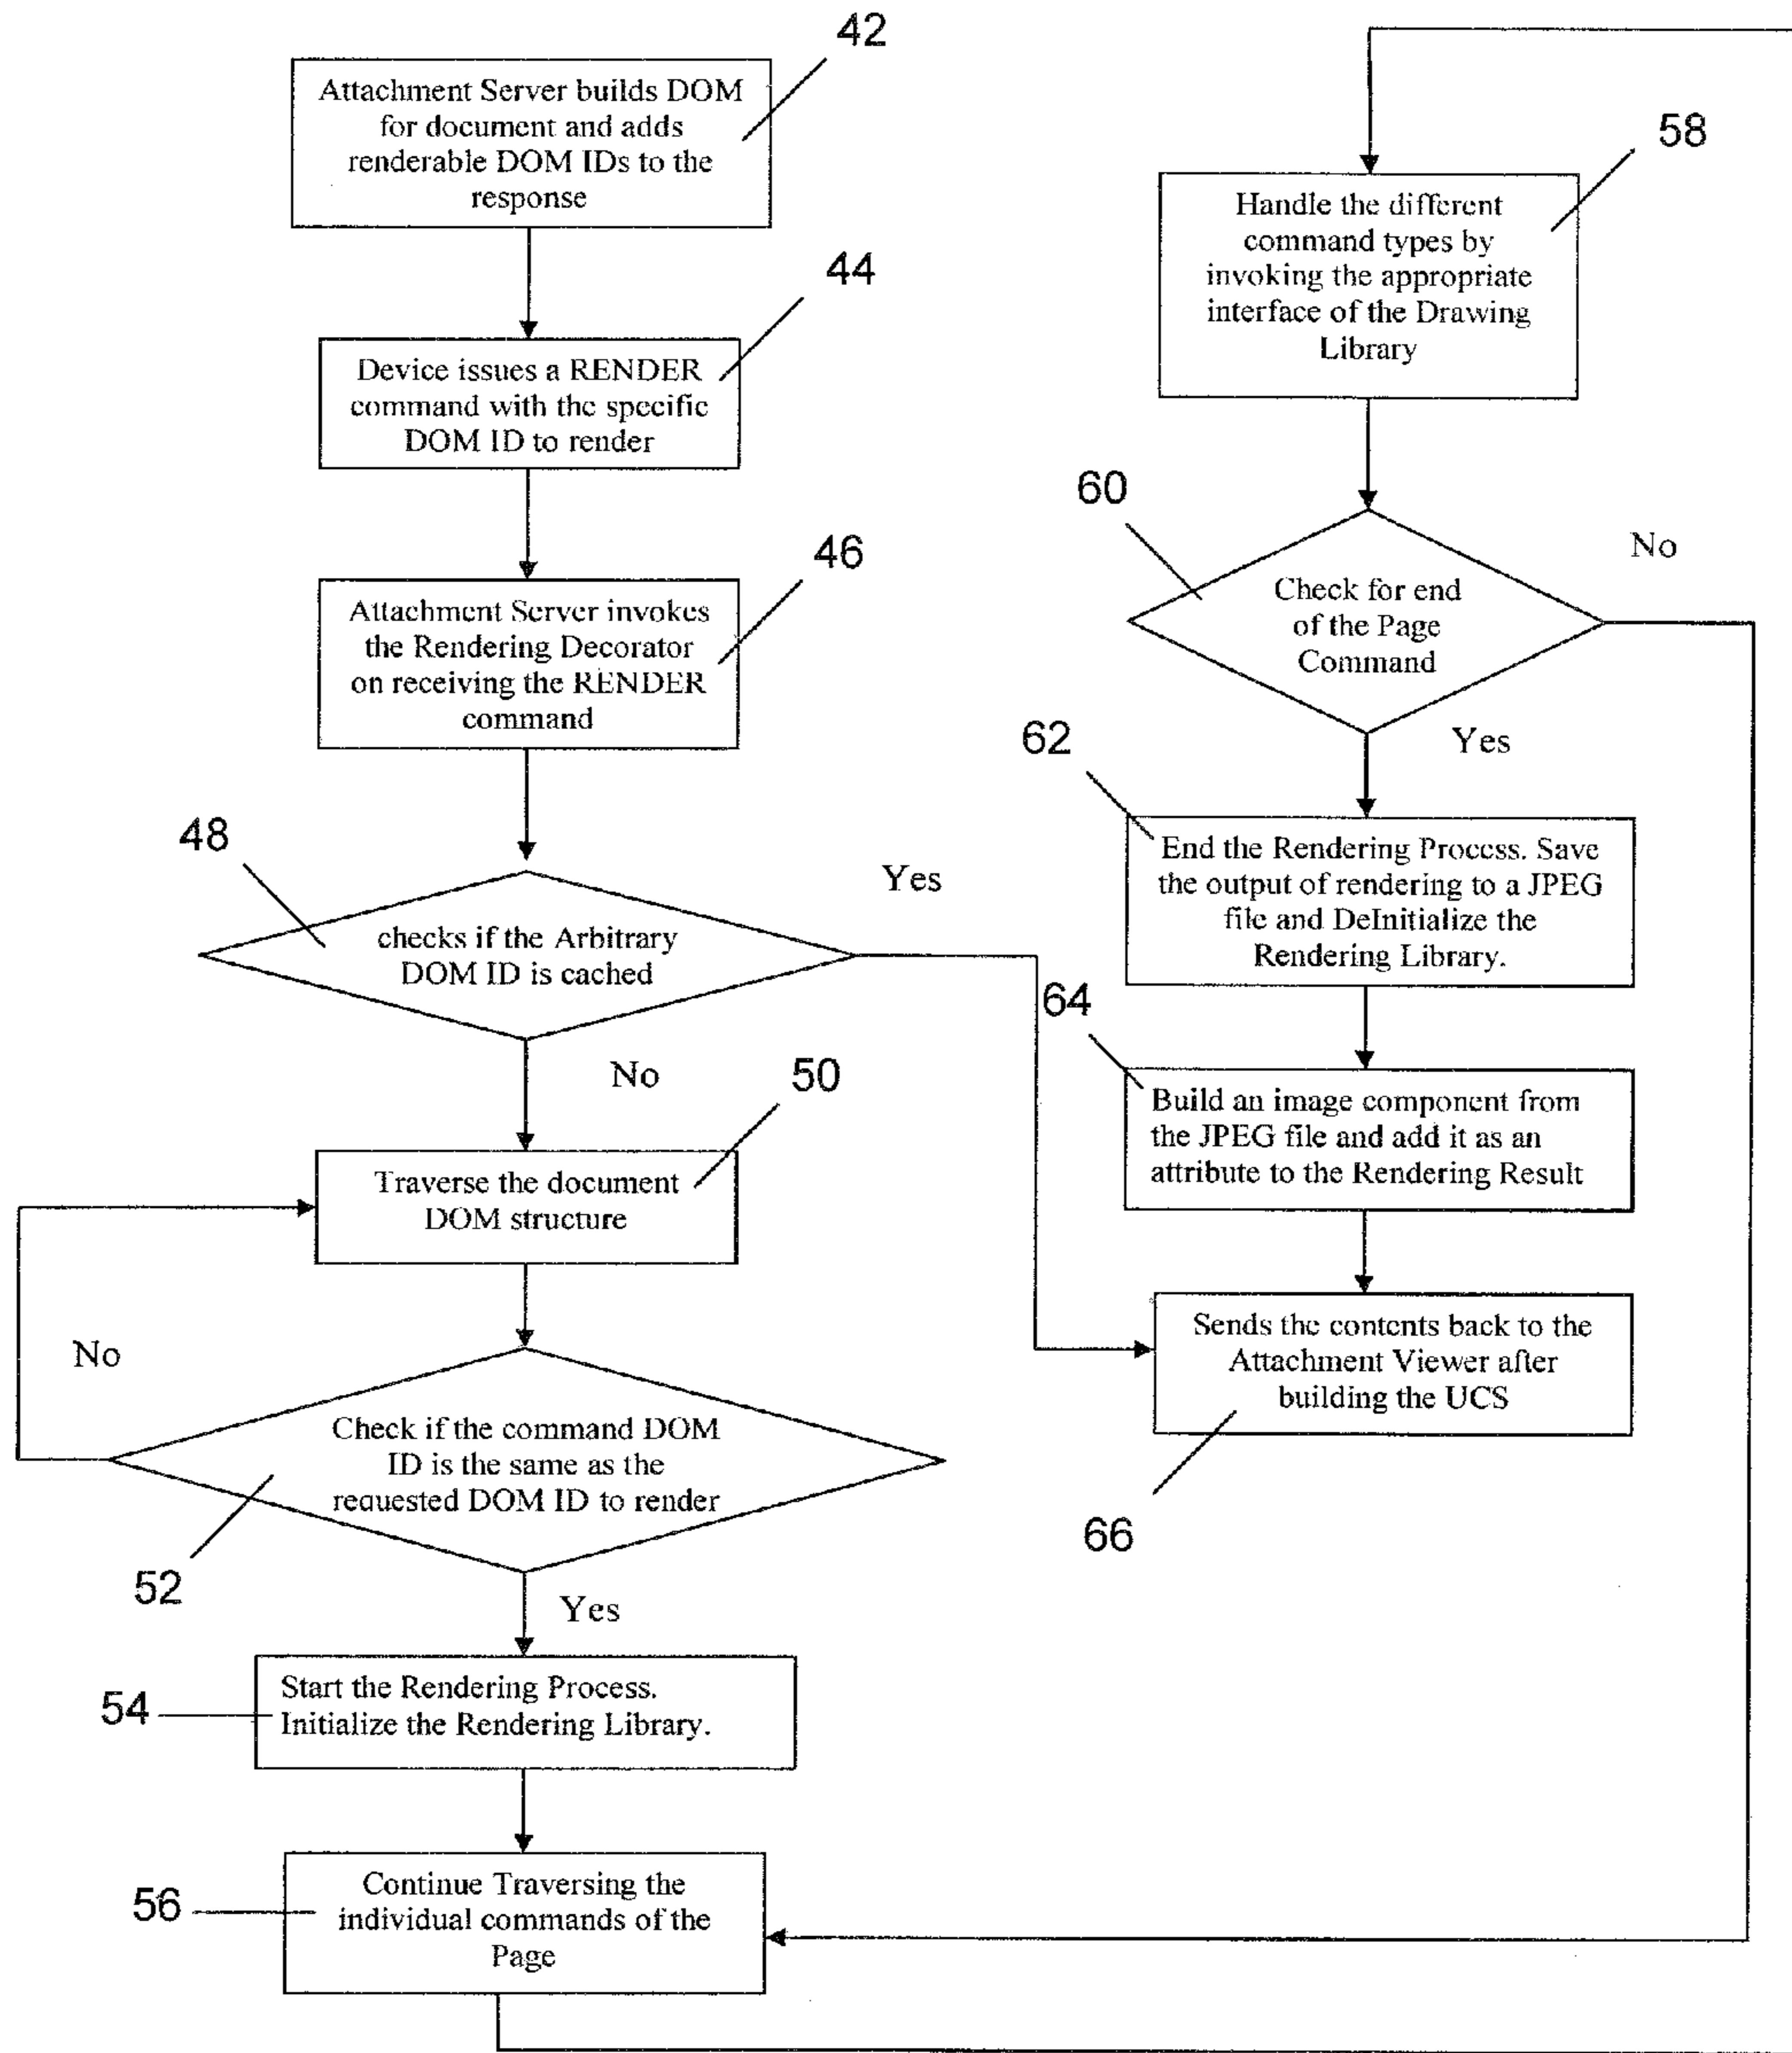 42
Attachment Server builds DOM
for document and adds
renderable DOM IDs to the
response
44
Device issues a RENDER
command with the specific
DOM ID to render
46
Attachment Server invokes
the Rendering Decorator
on receiving the RENDER
command
48
Yes
checks if the Arbitrary
DOM ID is cached
No
50
Traverse the document
DOM structure
No
Check if the command DOM
ID is the same as the
requested DOM ID to render
52
Yes
54
Start the Rendering Process.
Initialize the Rendering Library.
56
Continue Traversing the
individual commands of the
Page
58
Handle the different
command types by
invoking the appropriate
interface of the Drawing
Library
60
No
Check for end
of the Page
Command
Yes
62
End the Rendering Process. Save
the output of rendering to a JPEG
file and DeInitialize the
Rendering Library.
64
Build an image component from
the JPEG file and add it as an
attribute to the Rendering Result
Sends the contents back to the
Attachment Viewer after
building the UCS
66